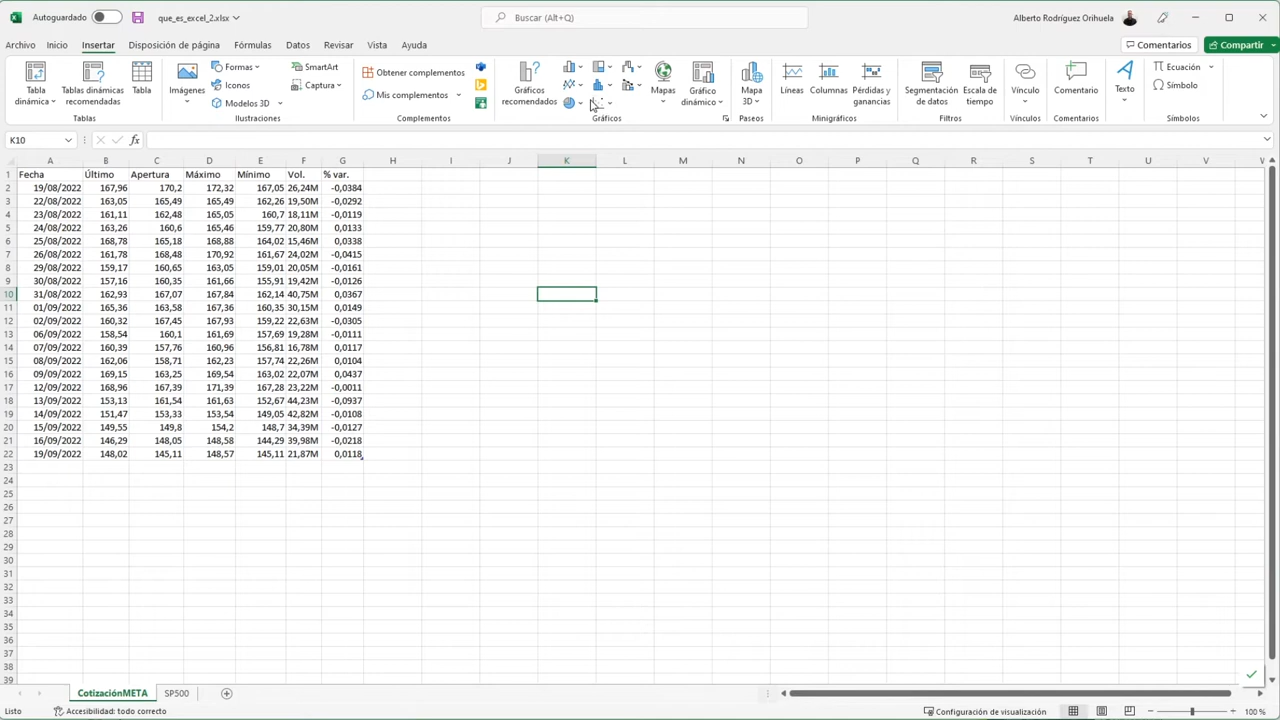 Autoguardado
que_es_excel_2.xlsx
Buscar (Alt+Q)
Alberto Rodríguez Orihuela
Archivo Inicio Insertar Disposición de página Fórmulas Datos Revisar Vista Ayuda
Comentarios Compartir
Tabla dinámica
Tablas dinámicas recomendadas
Tabla
Tablas
Imágenes
Formas
Iconos
Modelos 3D
SmartArt
Captura
Ilustraciones
Obtener complementos
Mis complementos
Complementos
Gráficos recomendados
Mapas
Gráfico dinámico
Gráficos
Mapa 3D
Paseos
Líneas
Columnas
Pérdidas y ganancias
Minigráficos
Segmentación de datos
Escala de tiempo
Filtros
Vínculo
Vínculos
Comentario
Comentarios
Texto
Ecuación
Símbolo
Símbolos
K10
fx
A B C D E F G H I J K L M N O P Q R S T U V
1 Fecha Último Apertura Máximo Mínimo Vol. % var.
2 19/08/2022 167,96 170,2 172,32 167,05 26,24M -0,0384
3 22/08/2022 163,05 165,49 165,49 162,26 19,50M -0,0292
4 23/08/2022 161,11 162,48 165,05 160,7 18,11M -0,0119
5 24/08/2022 163,26 160,6 165,46 159,77 20,80M 0,0133
6 25/08/2022 168,78 165,18 168,88 164,02 15,46M 0,0338
7 26/08/2022 161,78 168,48 170,92 161,67 24,02M -0,0415
8 29/08/2022 159,17 160,65 163,05 159,01 20,05M -0,0161
9 30/08/2022 157,16 160,35 161,66 155,91 19,42M -0,0126
10 31/08/2022 162,93 167,07 167,84 162,14 40,75M 0,0367
11 01/09/2022 165,36 163,58 167,36 160,35 30,15M 0,0149
12 02/09/2022 160,32 167,45 167,93 159,22 22,63M -0,0305
13 06/09/2022 158,54 160,1 161,69 157,69 19,28M -0,0111
14 07/09/2022 160,39 157,76 160,96 156,81 16,78M 0,0117
15 08/09/2022 162,06 158,71 162,23 157,74 22,26M 0,0104
16 09/09/2022 169,15 163,25 169,54 163,02 22,07M 0,0437
17 12/09/2022 168,96 167,39 171,39 167,28 23,22M -0,0011
18 13/09/2022 153,13 161,54 161,63 152,67 44,23M -0,0937
19 14/09/2022 151,47 153,33 153,54 149,05 42,82M -0,0108
20 15/09/2022 149,55 149,8 154,2 148,7 34,39M -0,0127
21 16/09/2022 146,29 148,05 148,58 144,29 39,98M -0,0218
22 19/09/2022 148,02 145,11 148,57 145,11 21,87M 0,0118
23
24
25
26
27
28
29
30
31
32
33
34
35
36
37
38
39
CotizaciónMETA SP500
Listo
Accesibilidad: todo correcto
Configuración de visualización
100 %